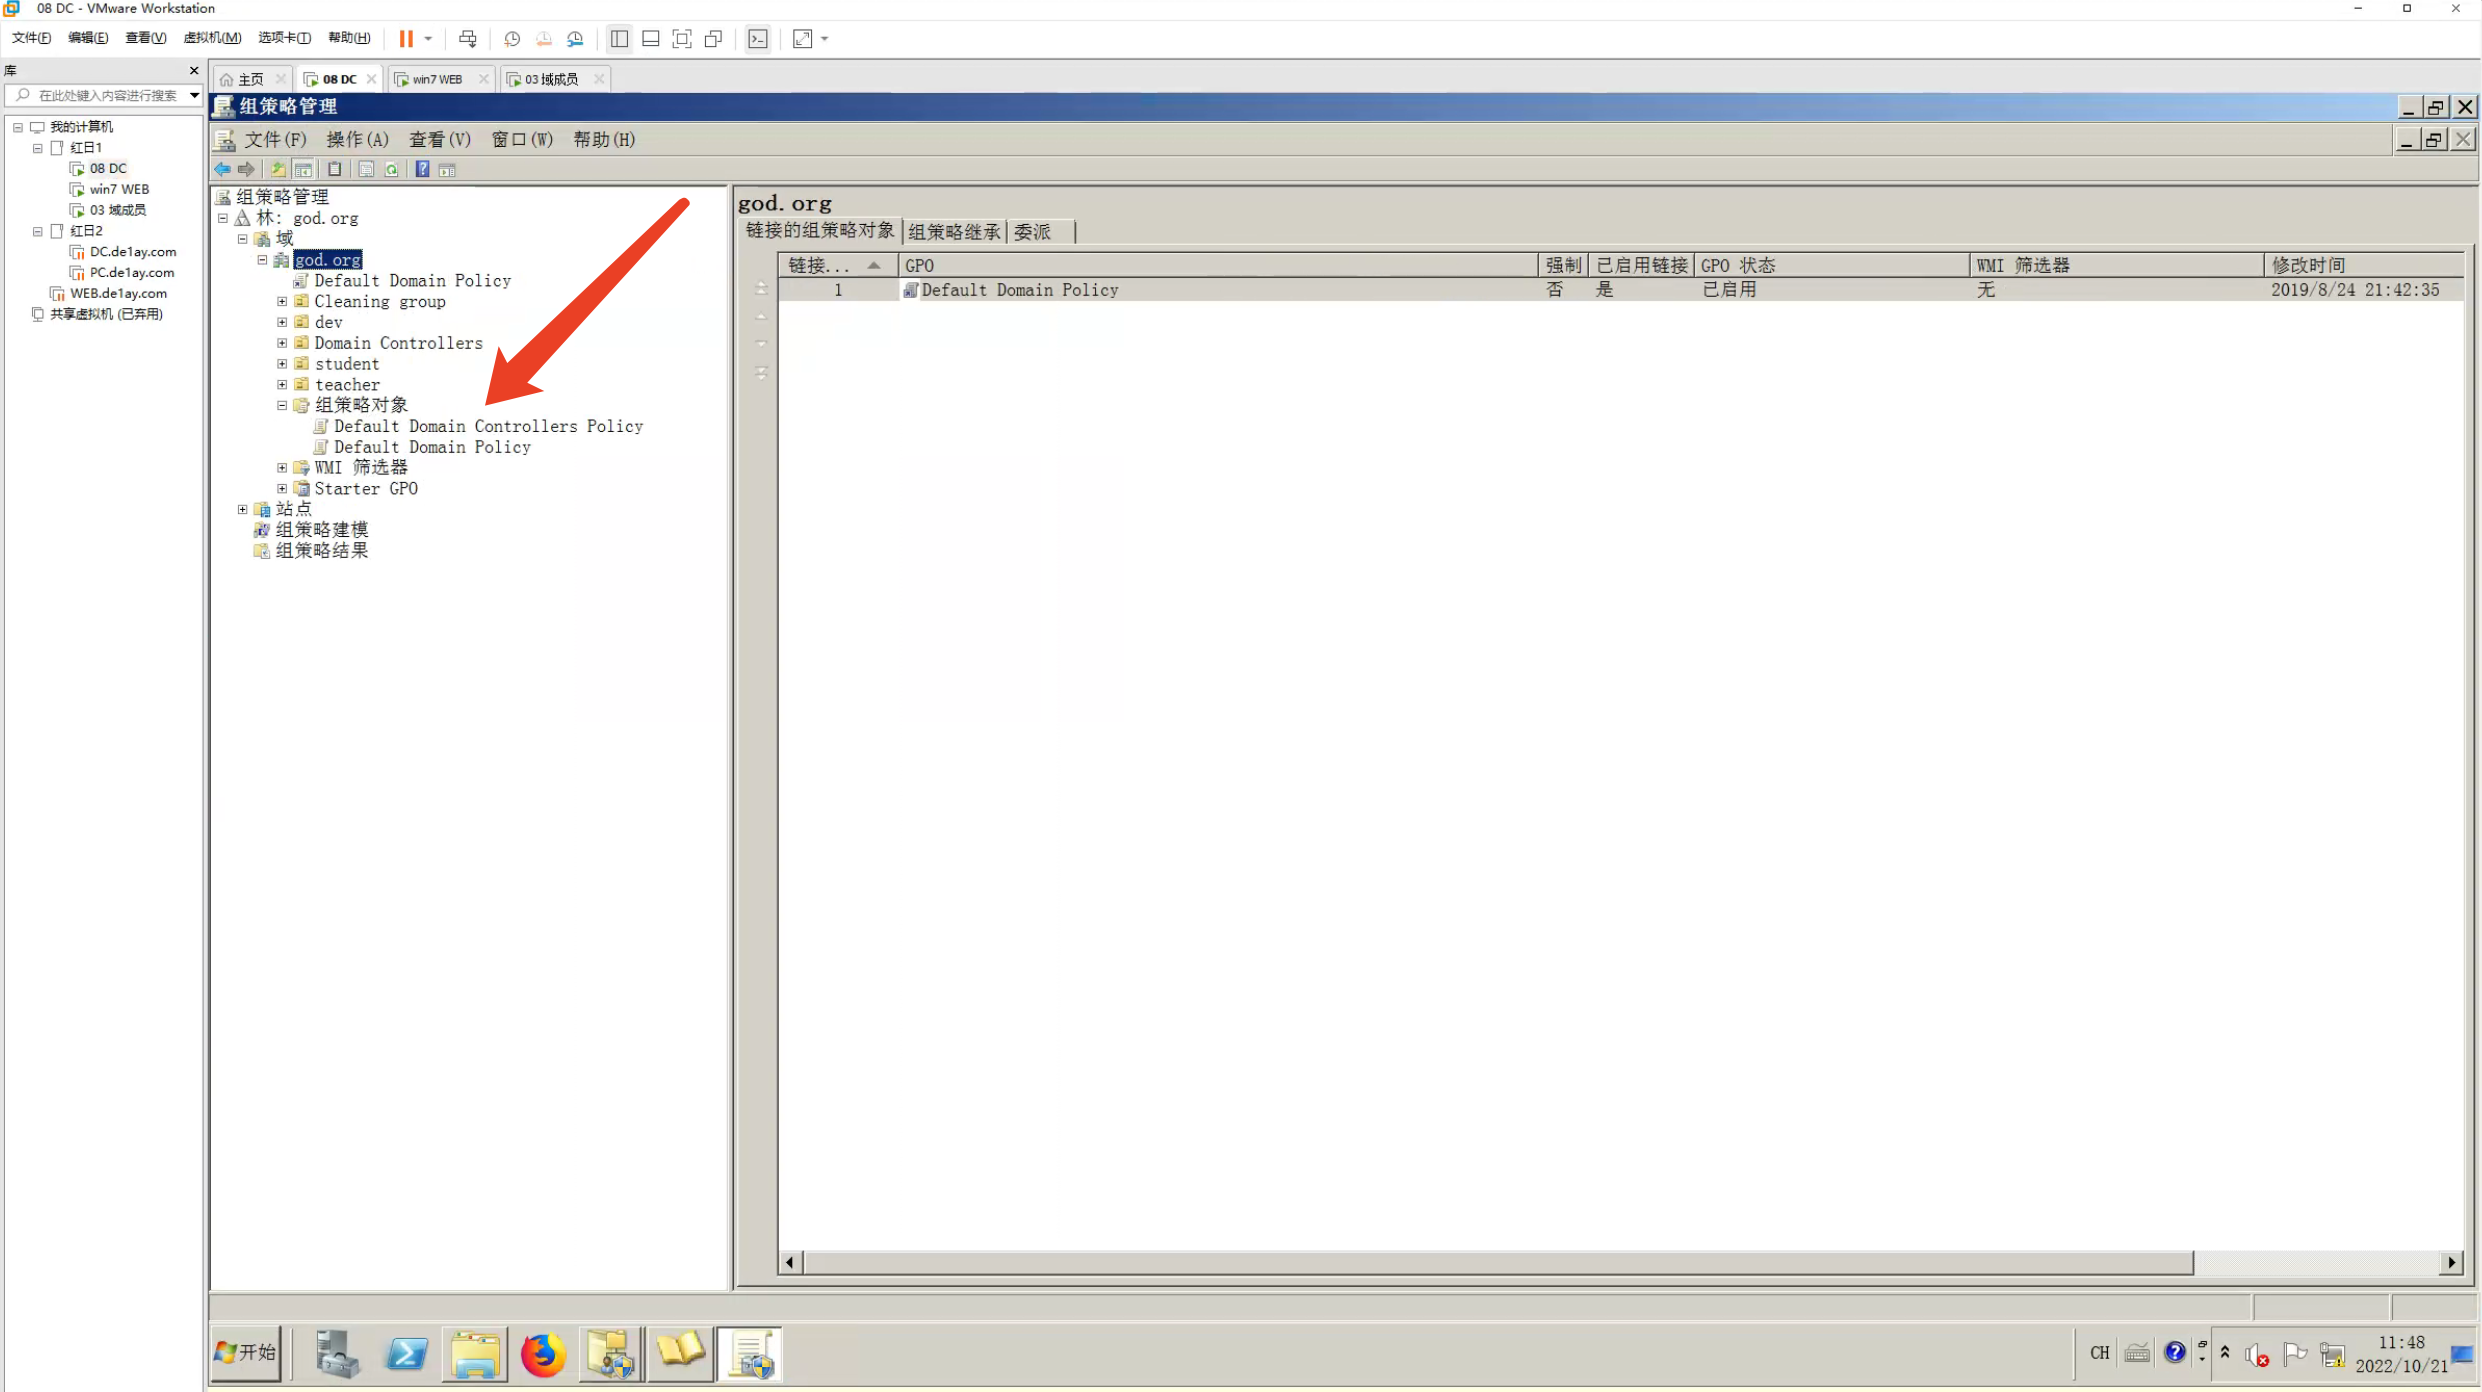 08 DC - VMware Workstation
文件(F) 编辑(E) 查看(V) 虚拟机(M) 选项卡(T) 帮助(H)
库
在此处键入内容进行搜索
我的计算机
红日1
08 DC
win7 WEB
03 域成员
红日2
DC.de1ay.com
PC.de1ay.com
WEB.de1ay.com
共享虚拟机 (已弃用)
主页 08 DC win7 WEB 03 域成员
组策略管理
文件(F) 操作(A) 查看(V) 窗口(W) 帮助(H)
组策略管理
林: god.org
域
god.org
Default Domain Policy
Cleaning group
dev
Domain Controllers
student
teacher
组策略对象
Default Domain Controllers Policy
Default Domain Policy
WMI 筛选器
Starter GPO
站点
组策略建模
组策略结果
god.org
链接的组策略对象 组策略继承 委派
链接... GPO 强制 已启用链接 GPO 状态 WMI 筛选器 修改时间
1 Default Domain Policy 否 是 已启用 无 2019/8/24 21:42:35
开始
CH
11:48
2022/10/21